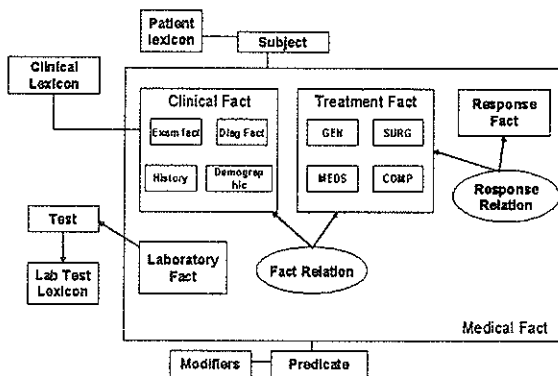 Patient
lexicon
Subject
Clinical
Lexicon
Clinical Fact
Exam fact
Diag Fact
History
Demograp
hic
Treatment Fact
GEN
SURG
MEDS
COMP
Response
Fact
Response
Relation
Test
Lab Test
Lexicon
Laboratory
Fact
Fact Relation
Medical Fact
Modifiers
Predicate